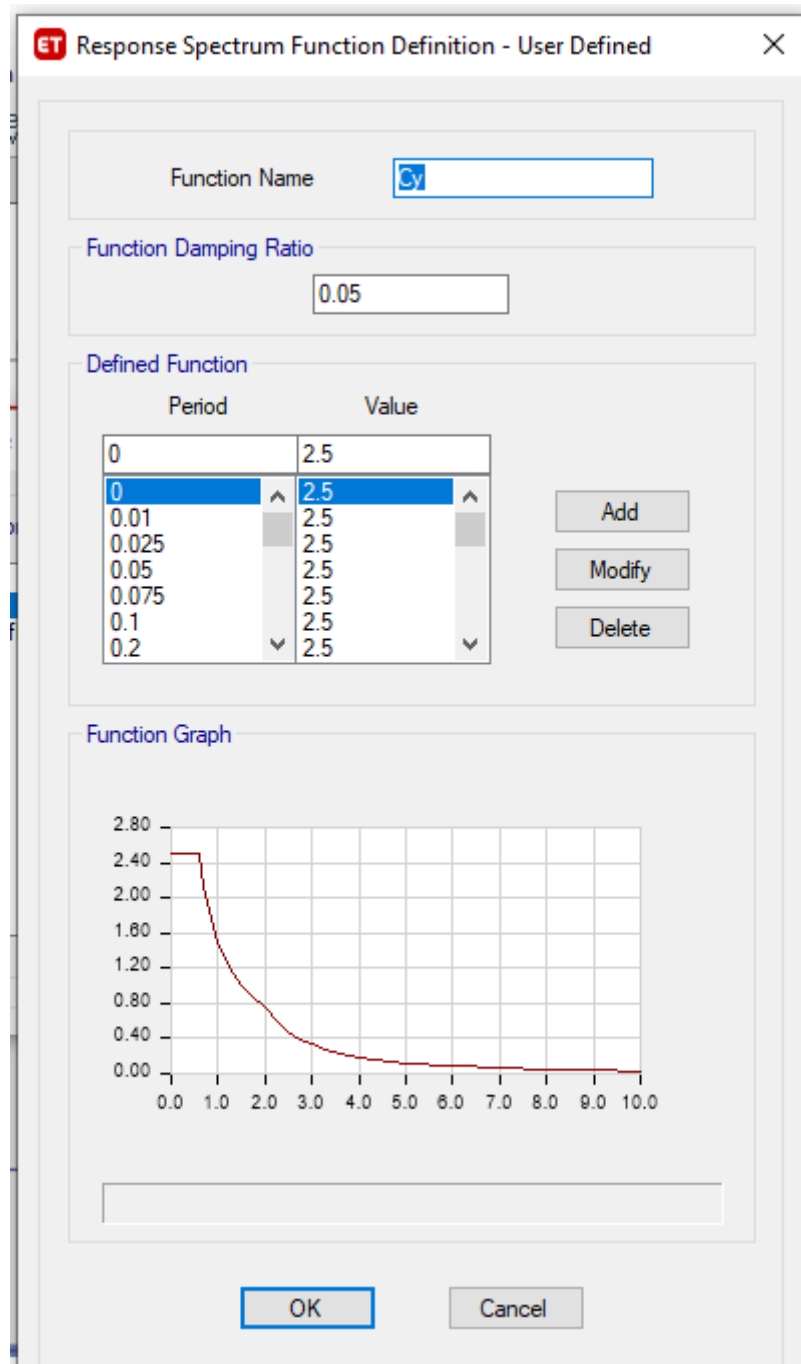 ET Response Spectrum Function Definition - User Defined
Function Name Cy
Function Damping Ratio
0.05
Defined Function
Period Value
0 2.5
0 2.5
0.01 2.5
0.025 2.5
0.05 2.5
0.075 2.5
0.1 2.5
0.2 2.5
Add
Modify
Delete
Function Graph
2.80
2.40
2.00
1.60
1.20
0.80
0.40
0.00
0.0 1.0 2.0 3.0 4.0 5.0 6.0 7.0 8.0 9.0 10.0
OK Cancel